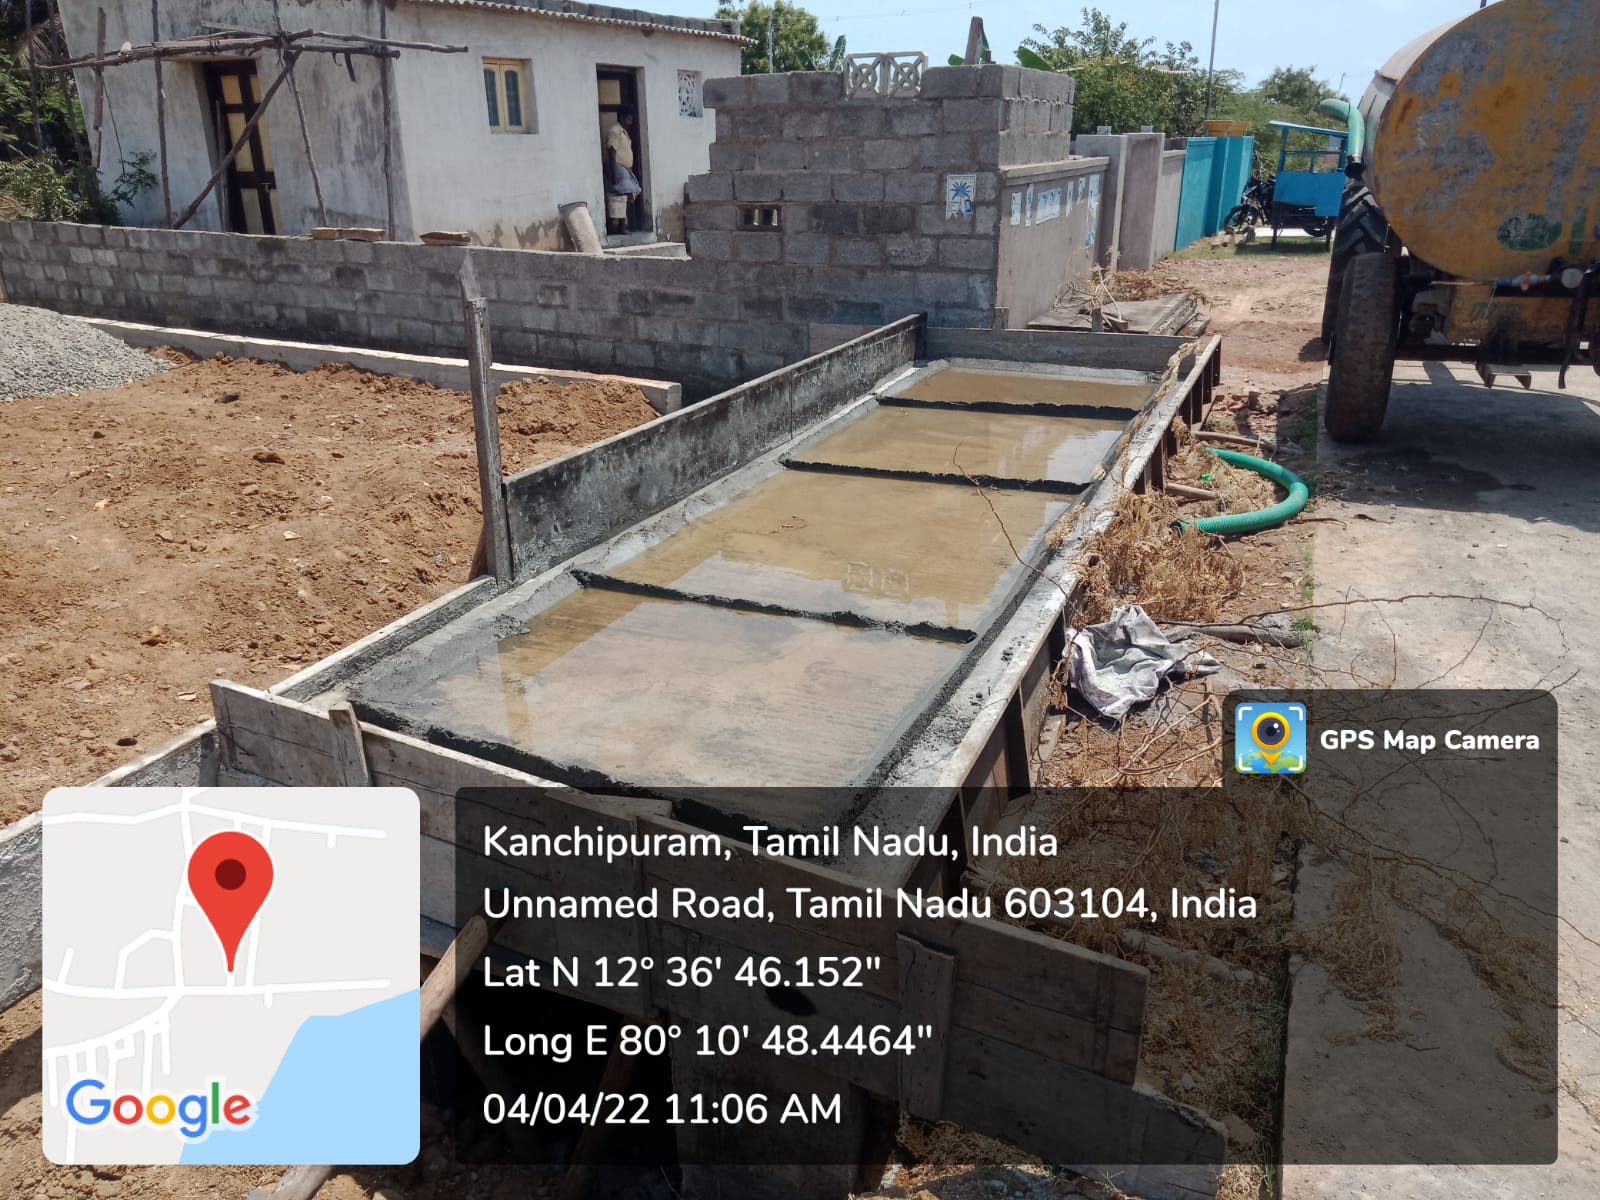 GPS Map Camera
Kanchipuram, Tamil Nadu, India
Unnamed Road, Tamil Nadu 603104, India
Lat N 12° 36' 46.152"
Long E 80° 10' 48.4464"
04/04/22 11:06 AM
Google